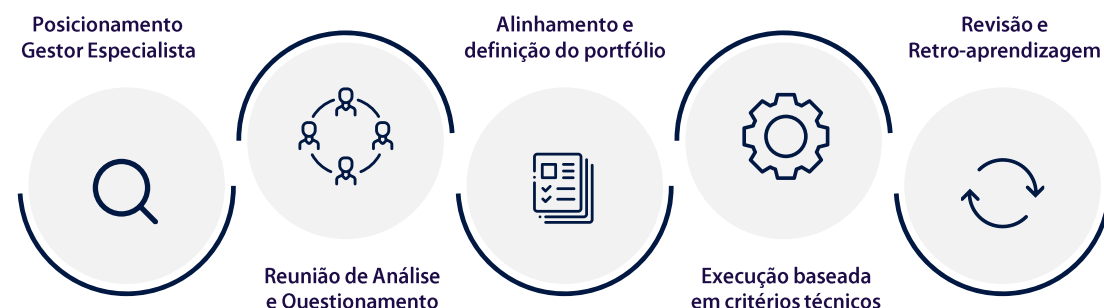 Posicionamento
Gestor Especialista
Reunião de Análise
e Questionamento
Alinhamento e
definição do portfólio
Execução baseada
em critérios técnicos
Revisão e
Retro-aprendizagem